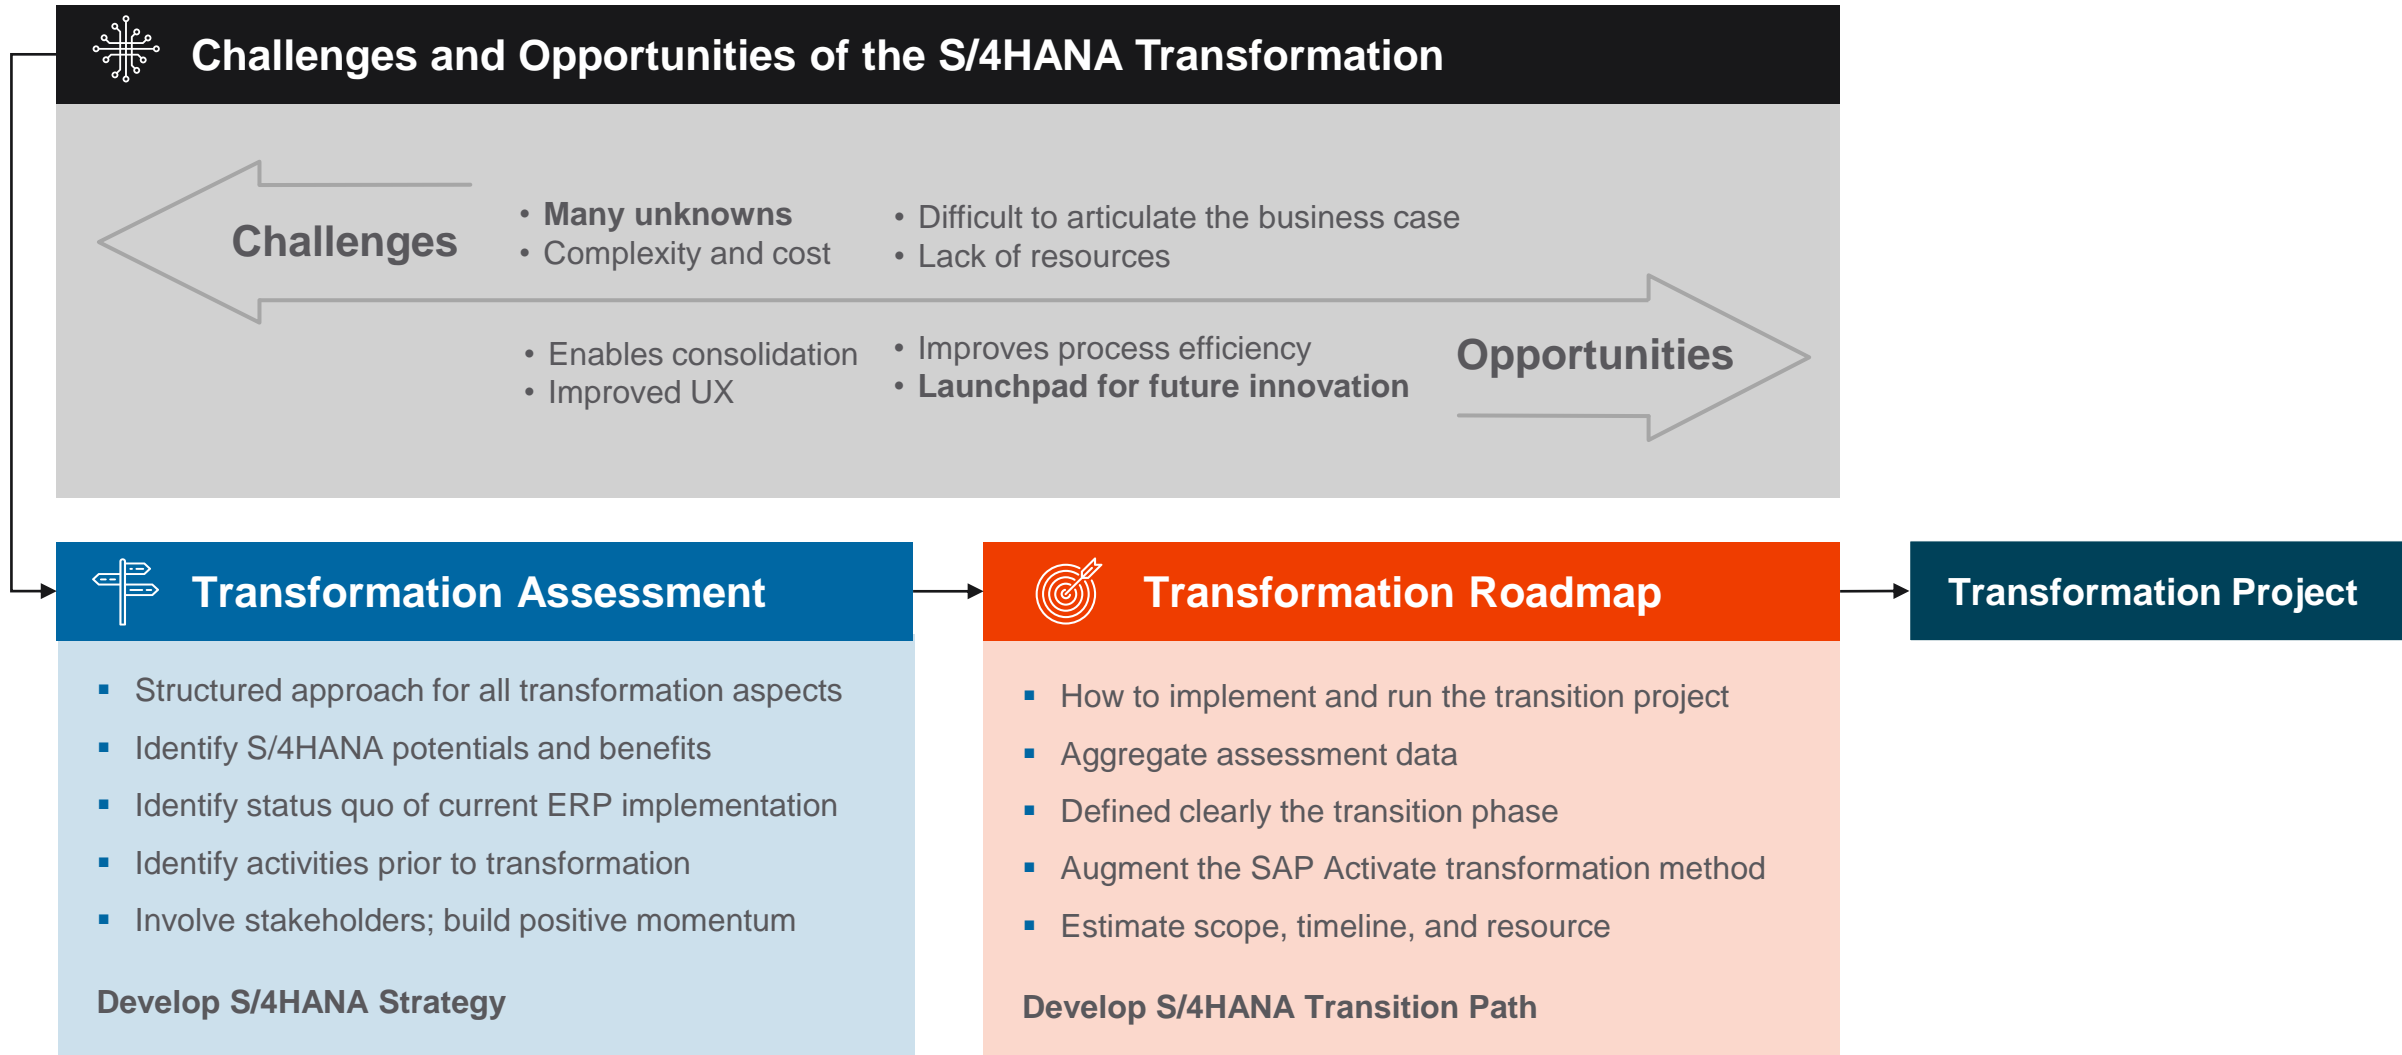 Challenges and Opportunities of the S/4HANA Transformation
Challenges
• Many unknowns
• Complexity and cost
• Difficult to articulate the business case
• Lack of resources
• Enables consolidation
• Improved UX
• Improves process efficiency
• Launchpad for future innovation
Opportunities
Transformation Assessment
▪ Structured approach for all transformation aspects
▪ Identify S/4HANA potentials and benefits
▪ Identify status quo of current ERP implementation
▪ Identify activities prior to transformation
▪ Involve stakeholders; build positive momentum
Develop S/4HANA Strategy
Transformation Roadmap
▪ How to implement and run the transition project
▪ Aggregate assessment data
▪ Defined clearly the transition phase
▪ Augment the SAP Activate transformation method
▪ Estimate scope, timeline, and resource
Develop S/4HANA Transition Path
Transformation Project